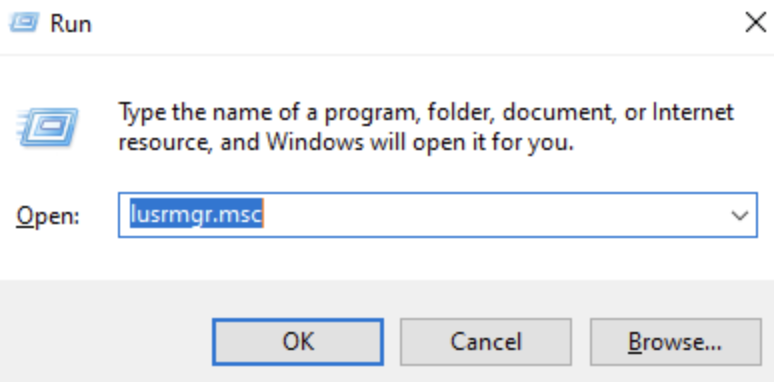 Run
Type the name of a program, folder, document, or Internet
resource, and Windows will open it for you.
Open:
lusrmgr.msc
OK
Cancel
Browse...